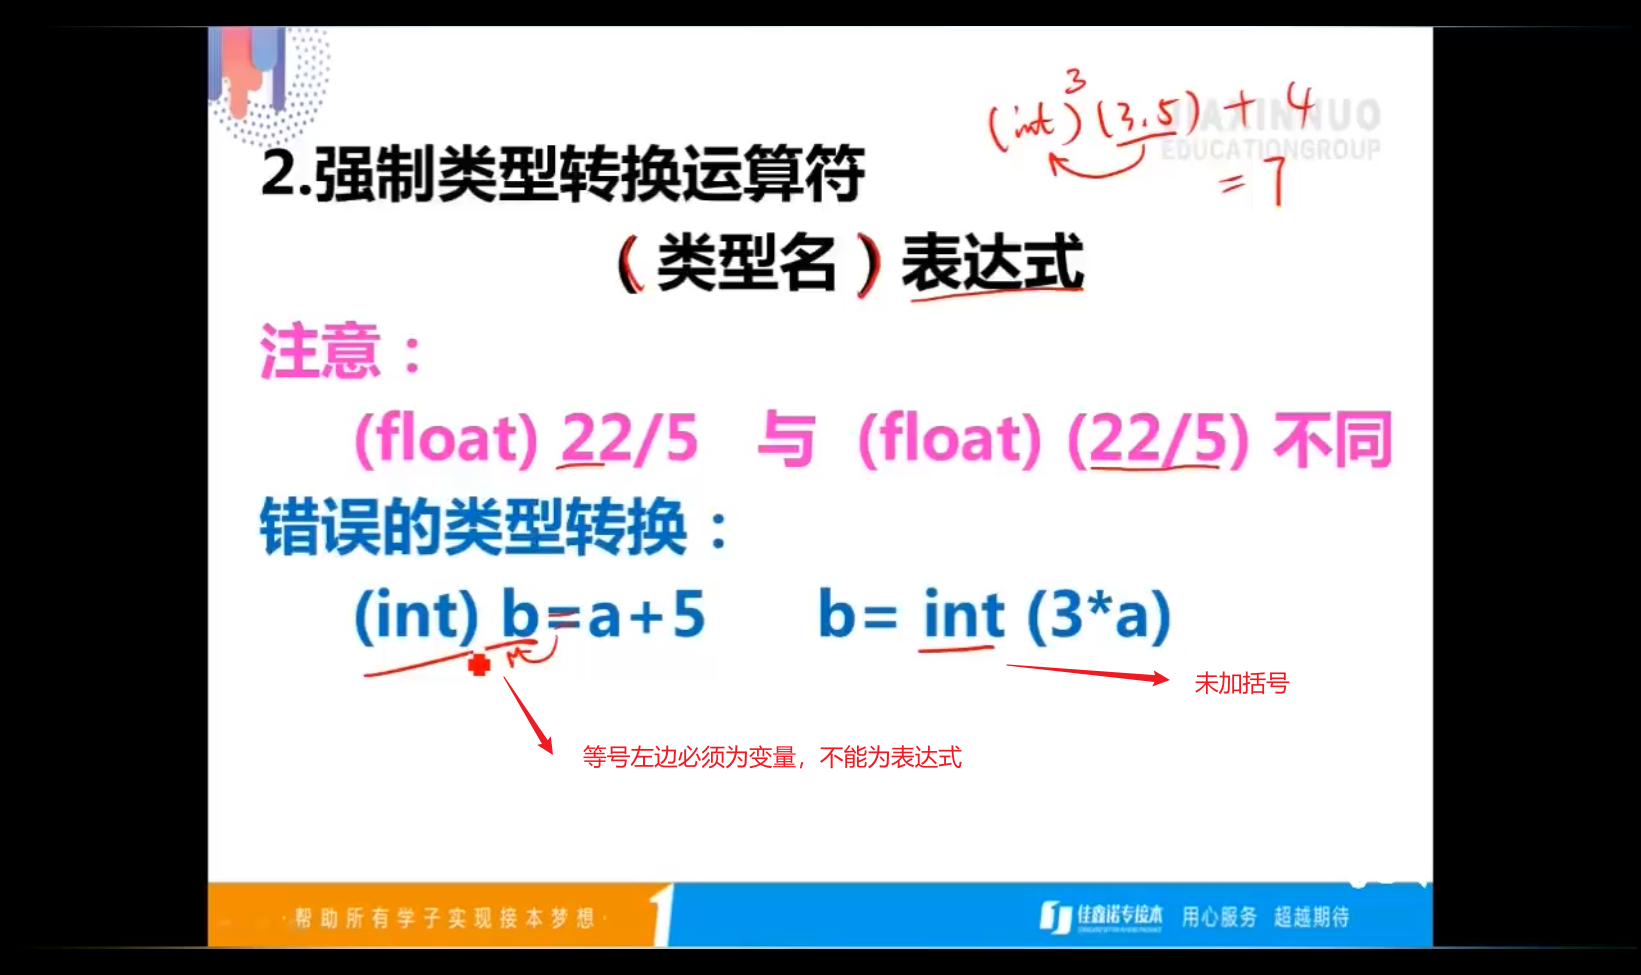 (int)³(3.5) + 4
= 7
JIAXINNUO
EDUCATIONGROUP
2.强制类型转换运算符
（类型名）表达式
注意：
(float) 22/5 与 (float) (22/5) 不同
错误的类型转换：
(int) b=a+5 b= int (3*a)
未加括号
等号左边必须为变量，不能为表达式
·帮助所有学子实现接本梦想·
佳鑫诺专接本 用心服务 超越期待